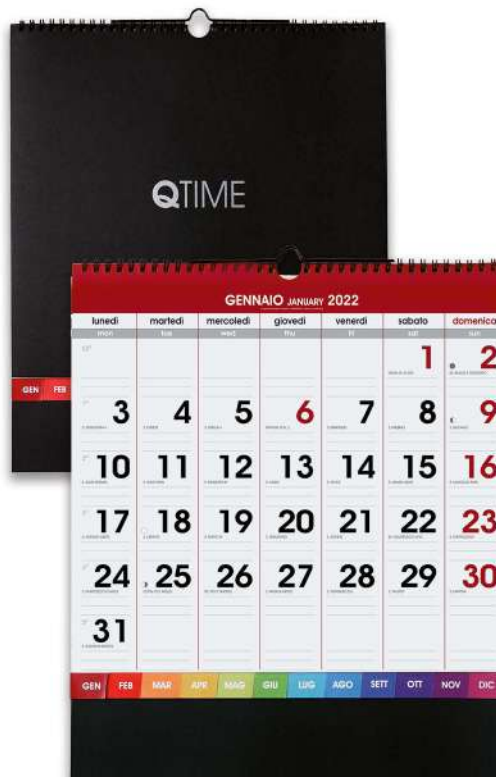 QTIME
GEN FEB
GENNAIO JANUARY 2022
lunedì martedì mercoledì giovedì venerdì sabato domenica
mon tue wed thu fri sat sun
1 2
3 4 5 6 7 8 9
10 11 12 13 14 15 16
17 18 19 20 21 22 23
24 25 26 27 28 29 30
31
GEN FEB MAR APR MAG GIU LUG AGO SETT OTT NOV DIC